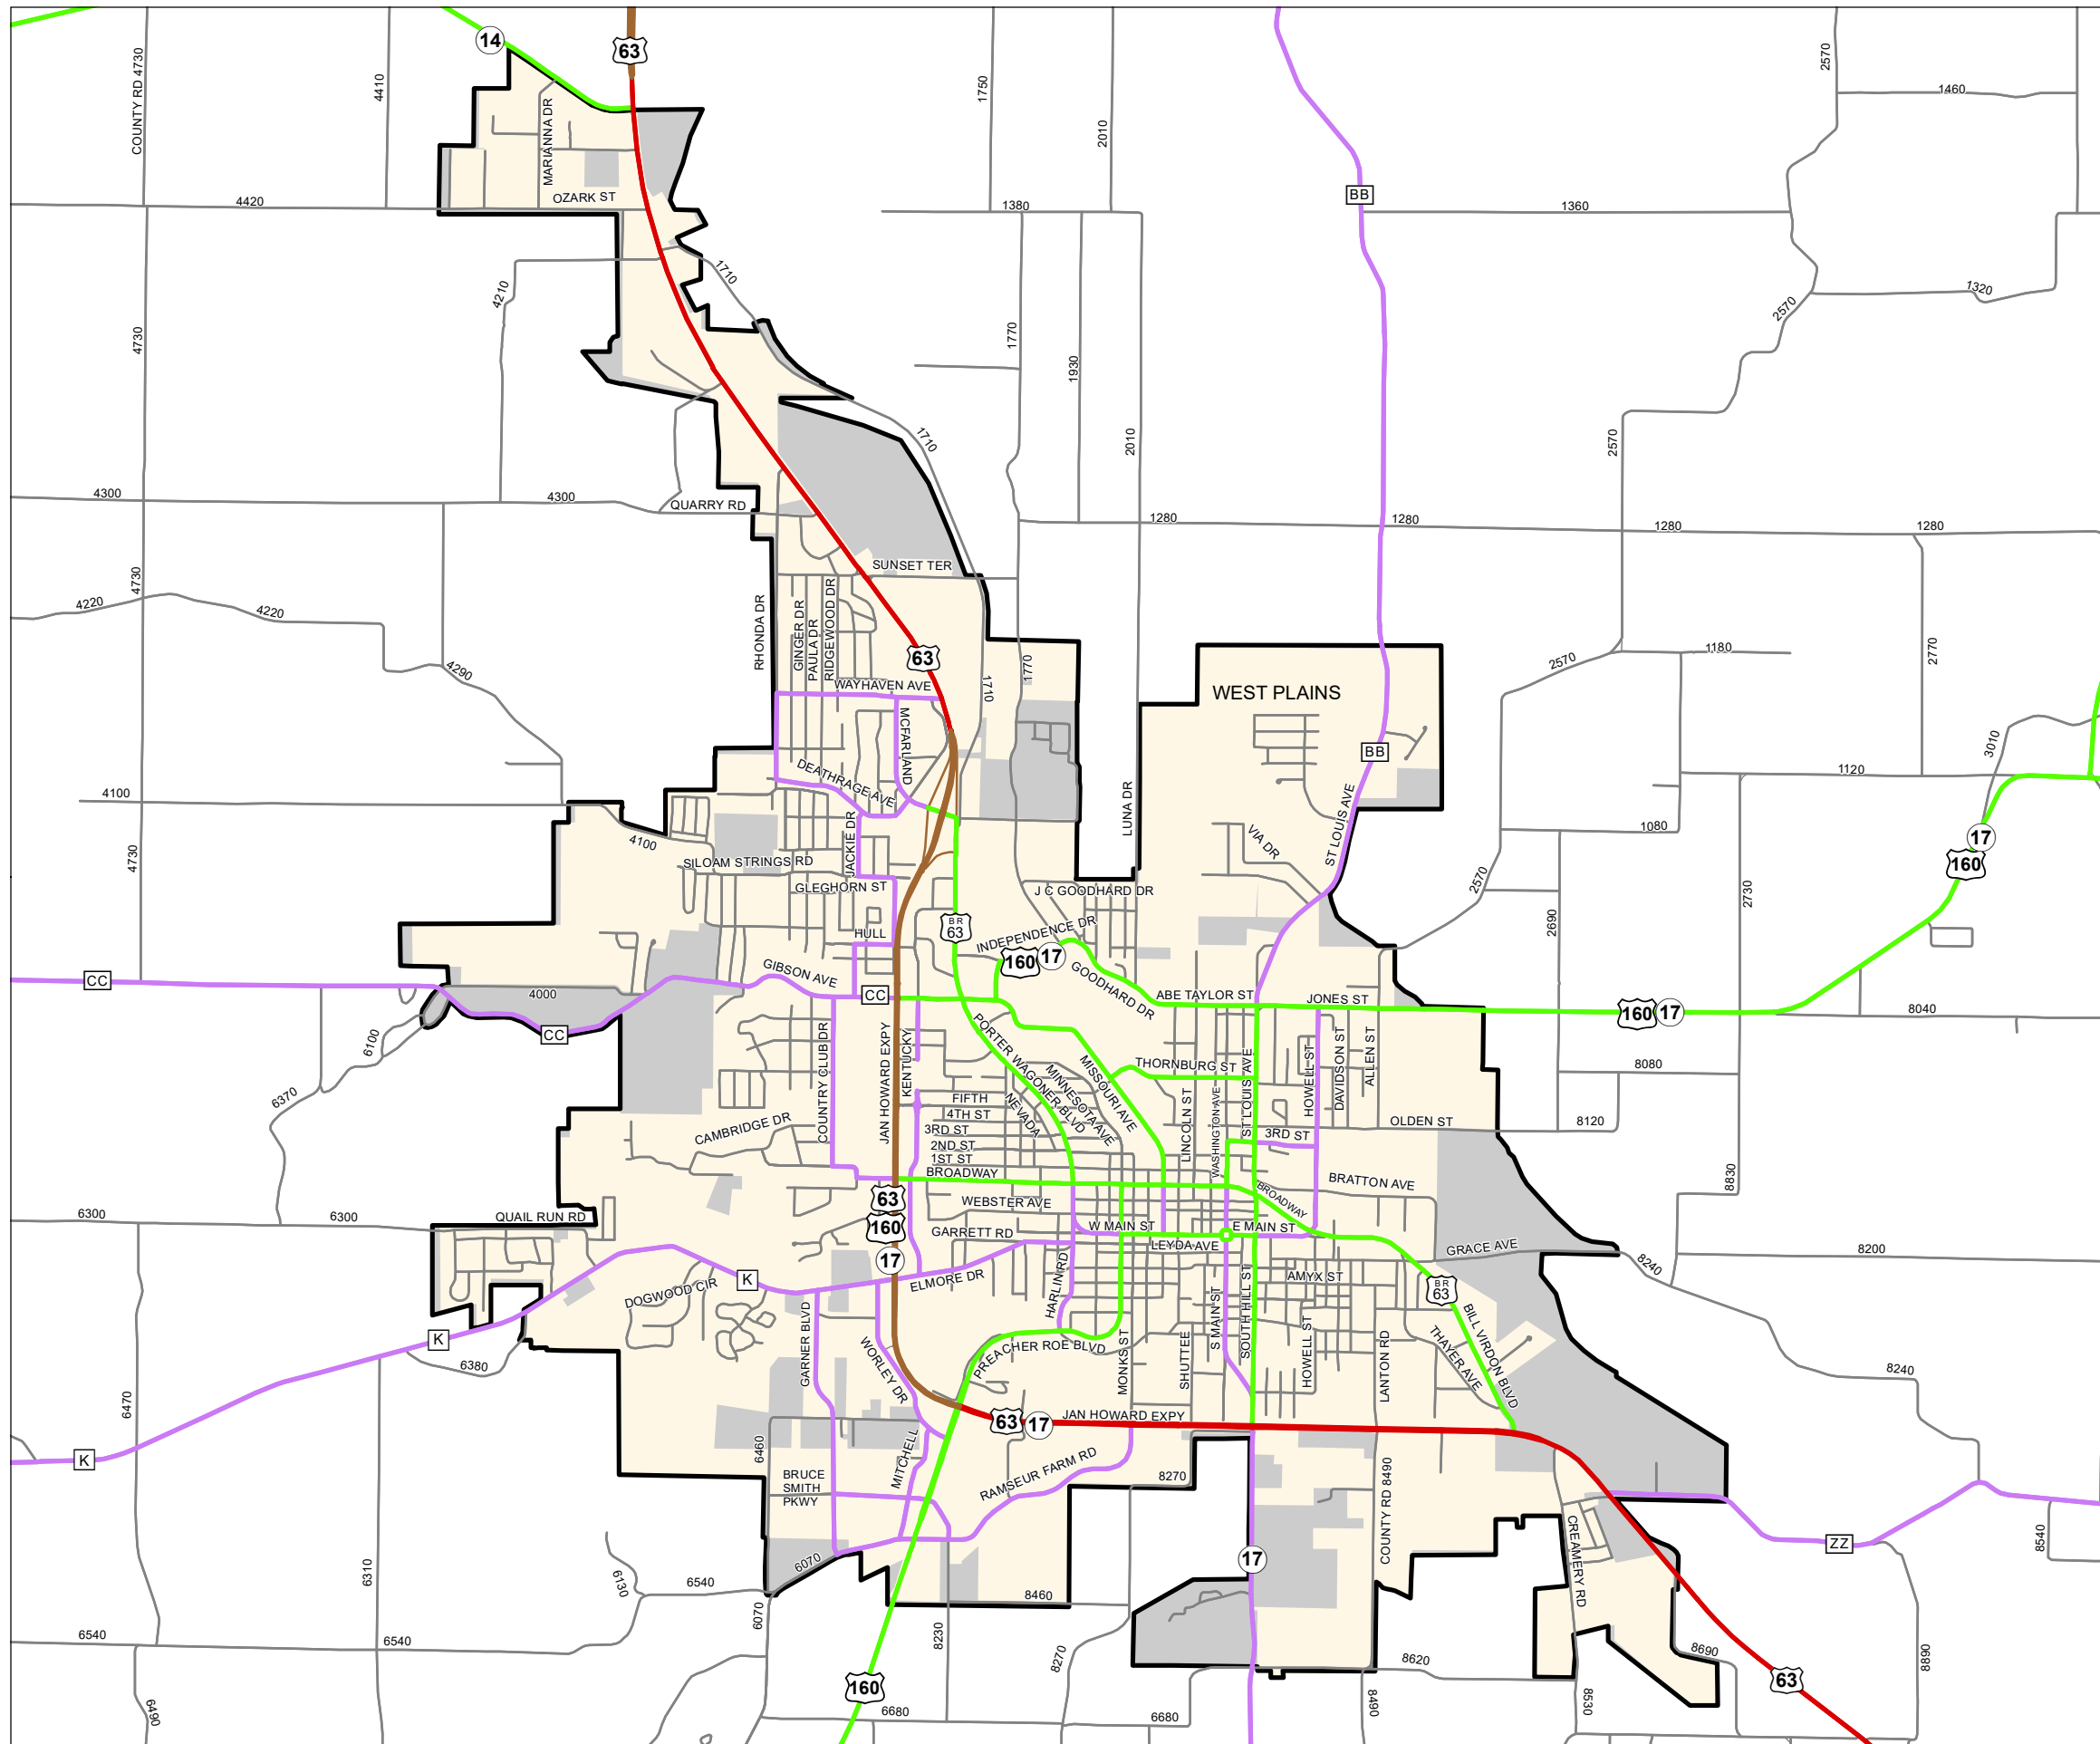 14
63
COUNTY RD 4730
4410
MARIANNA DR
1750
2010
2570
1460
BB
OZARK ST
4420
1380
1360
1710
4210
1320
2570
4730
1770
1930
1710
2010
2570
4300
4300
QUARRY RD
1280
1280
1280
1280
SUNSET TER
4730
4220
4220
RHONDA DR
GINGER DR
PAULA DR
RIDGEWOOD DR
63
4290
1770
1710
2570
1180
2770
WAYHAVEN AVE
WEST PLAINS
MCFARLAND
BB
3010
DEATHRAGE AVE
1120
4100
LUNA DR
ST LOUIS AVE
VIA DR
1080
17
160
4100
JACKIE DR
4730
SILOAM STRINGS RD
GLEGHORN ST
J C GOODHARD DR
2570
2730
2690
BR
63
HULL
INDEPENDENCE DR
160
17
GIBSON AVE
GOODHARD DR
CC
4000
CC
ABE TAYLOR ST
JONES ST
160
17
8040
CC
6100
COUNTRY CLUB DR
JAN HOWARD EXPY
KENTUCKY
PORTER WAGONER BLVD
MINNESOTA AVE
MISSOURI AVE
THORNBURG ST
ST LOUIS AVE
HOWELL ST
DAVIDSON ST
ALLEN ST
8080
6370
FIFTH
NEVADA
4TH ST
LINCOLN ST
WASHINGTON AVE
OLDEN ST
8120
CAMBRIDGE DR
3RD ST
3RD ST
2ND ST
1ST ST
BROADWAY
BROADWAY
BRATTON AVE
8830
63
160
17
WEBSTER AVE
6300
6300
QUAIL RUN RD
GARRETT RD
W MAIN ST
E MAIN ST
LEYDA AVE
GRACE AVE
8240
8200
K
DOGWOOD CIR
ELMORE DR
HARLIN RD
AMYX ST
BR
63
BILL VIRDON BLVD
K
GARNER BLVD
WORLEY DR
PREACHER ROE BLVD
MONKS ST
SHUTTEE
S MAIN ST
SOUTH HILL ST
HOWELL ST
LANTON RD
THAYER AVE
6380
8240
6470
63
17
JAN HOWARD EXPY
K
6460
MITCHELL
BRUCE
SMITH
PKWY
RAMSEUR FARM RD
8270
COUNTY RD 8490
CREAMERY RD
ZZ
8540
6310
6130
6070
17
6540
8460
6070
6540
6540
8230
8270
8620
8690
8890
63
160
6490
6680
6680
8490
8530